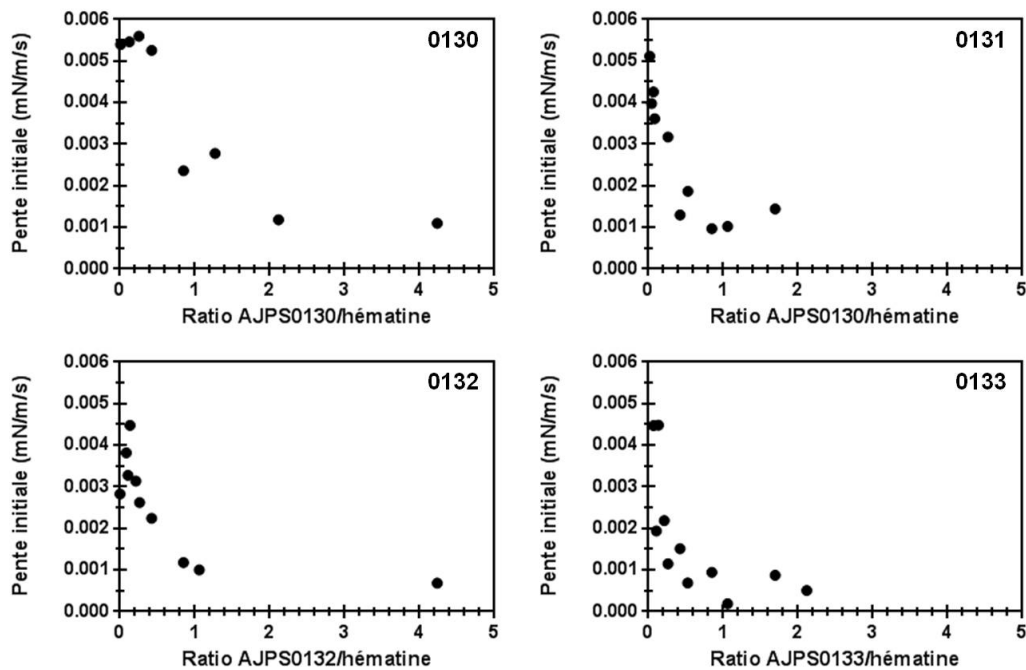 0130
Pente initiale (mN/m/s)
0.006
0.005
0.004
0.003
0.002
0.001
0.000
0 1 2 3 4 5
Ratio AJPS0130/hématine
0131
Pente initiale (mN/m/s)
0.006
0.005
0.004
0.003
0.002
0.001
0.000
0 1 2 3 4 5
Ratio AJPS0130/hématine
0132
Pente initiale (mN/m/s)
0.006
0.005
0.004
0.003
0.002
0.001
0.000
0 1 2 3 4 5
Ratio AJPS0132/hématine
0133
Pente initiale (mN/m/s)
0.006
0.005
0.004
0.003
0.002
0.001
0.000
0 1 2 3 4 5
Ratio AJPS0133/hématine